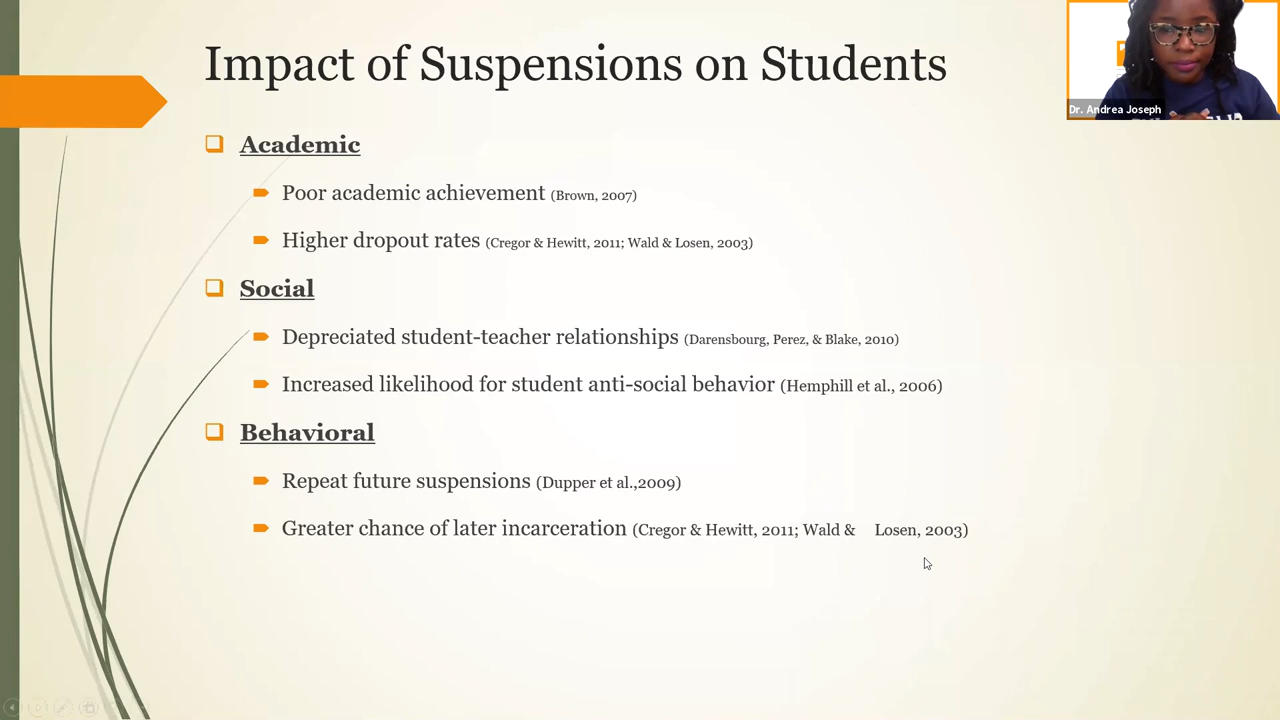 Impact of Suspensions on Students
Dr. Andrea Joseph
Academic
Poor academic achievement (Brown, 2007)
Higher dropout rates (Cregor & Hewitt, 2011; Wald & Losen, 2003)
Social
Depreciated student-teacher relationships (Darensbourg, Perez, & Blake, 2010)
Increased likelihood for student anti-social behavior (Hemphill et al., 2006)
Behavioral
Repeat future suspensions (Dupper et al.,2009)
Greater chance of later incarceration (Cregor & Hewitt, 2011; Wald & Losen, 2003)